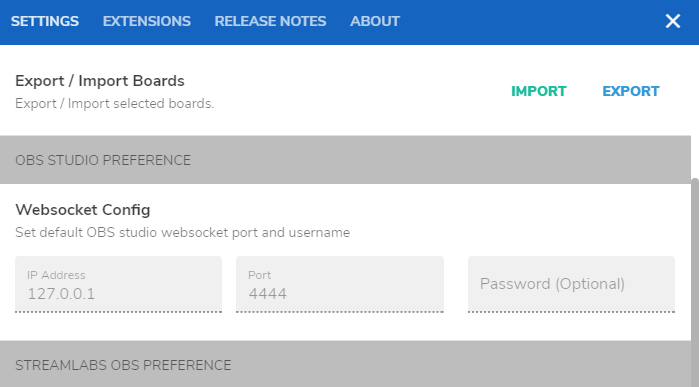 SETTINGS EXTENSIONS RELEASE NOTES ABOUT
Export / Import Boards
Export / Import selected boards.
IMPORT EXPORT
OBS STUDIO PREFERENCE
Websocket Config
Set default OBS studio websocket port and username
IP Address
127.0.0.1
Port
4444
Password (Optional)
STREAMLABS OBS PREFERENCE